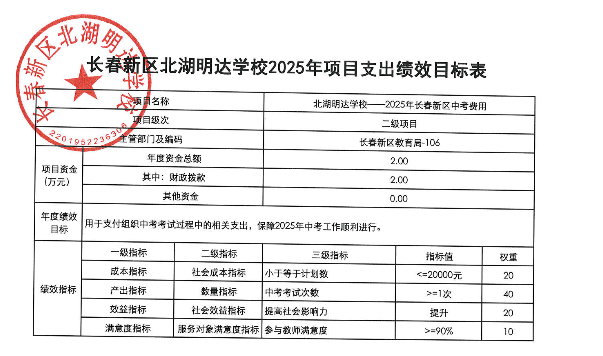 长春新区北湖明达学校2025年项目支出绩效目标表
长春新区北湖明达学校
2201952236306
项目名称 北湖明达学校——2025年长春新区中考费用
项目级次 二级项目
主管部门及编码 长春新区教育局-106
项目资金（万元） 年度资金总额 2.00
其中：财政拨款 2.00
其他资金 0.00
年度绩效目标 用于支付组织中考考试过程中的相关支出，保障2025年中考工作顺利进行。
绩效指标 一级指标 二级指标 三级指标 指标值 权重
成本指标 社会成本指标 小于等于计划数 <=20000元 20
产出指标 数量指标 中考考试次数 >=1次 40
效益指标 社会效益指标 提高社会影响力 提升 20
满意度指标 服务对象满意度指标 参与教师满意度 >=90% 10